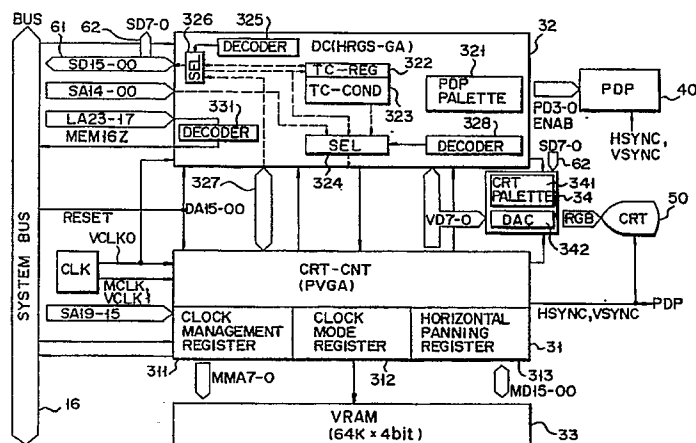 BUS
62
SD7-0
326
325
32
61
SEL
DECODER
DC(HRGS-GA)
322
321
SD15-00
TC-REG
TC-COND
PDP
PALETTE
PD3-0
ENAB
PDP
SA14-00
331
323
328
40
LA23-17
DECODER
SEL
DECODER
SD7-0
HSYNC,
VSYNC
MEM16Z
324
62
327
CRT
PALETTE
341
34
50
RESET
DA15-00
VD7-0
DAC
RGB
CRT
VCLK0
342
CLK
CRT-CNT
(PVGA)
SYSTEM BUS
MCLK,
VCLK1
HSYNC,VSYNC
PDP
SA19-15
CLOCK
MANAGEMENT
REGISTER
CLOCK
MODE
REGISTER
HORIZONTAL
PANNING
REGISTER
31
311
312
313
MMA7-0
MD15-00
16
VRAM
(64K × 4bit)
33